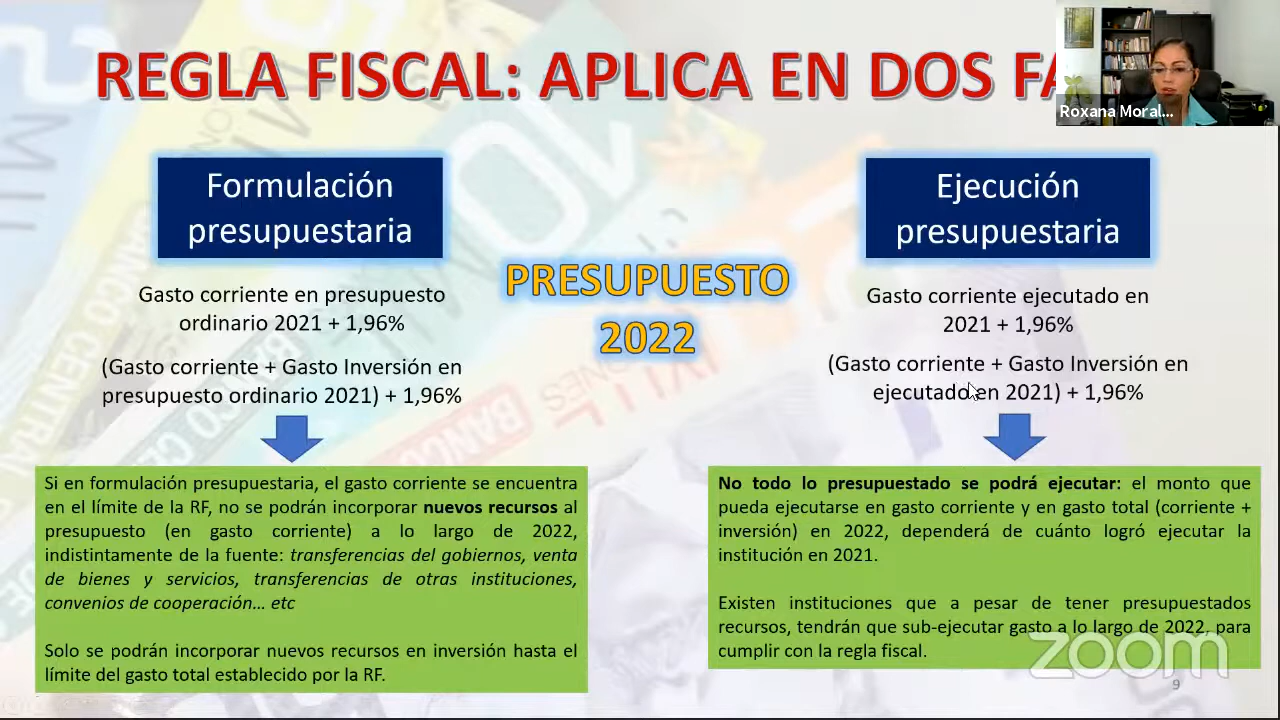 REGLA FISCAL: APLICA EN DOS
Roxana Moral...
Formulación
presupuestaria
Gasto corriente en presupuesto
ordinario 2021 + 1,96%
(Gasto corriente + Gasto Inversión en
presupuesto ordinario 2021) + 1,96%
Si en formulación presupuestaria, el gasto corriente se encuentra
en el límite de la RF, no se podrán incorporar nuevos recursos al
presupuesto (en gasto corriente) a lo largo de 2022,
indistintamente de la fuente: transferencias del gobiernos, venta
de bienes y servicios, transferencias de otras instituciones,
convenios de cooperación... etc
Solo se podrán incorporar nuevos recursos en inversión hasta el
límite del gasto total establecido por la RF.
PRESUPUESTO
2022
Ejecución
presupuestaria
Gasto corriente ejecutado en
2021 + 1,96%
(Gasto corriente + Gasto Inversión en
ejecutado en 2021) + 1,96%
No todo lo presupuestado se podrá ejecutar: el monto que
pueda ejecutarse en gasto corriente y en gasto total (corriente +
inversión) en 2022, dependerá de cuánto logró ejecutar la
institución en 2021.
Existen instituciones que a pesar de tener presupuestados
recursos, tendrán que sub-ejecutar gasto a lo largo de 2022, para
cumplir con la regla fiscal.
zoom
9